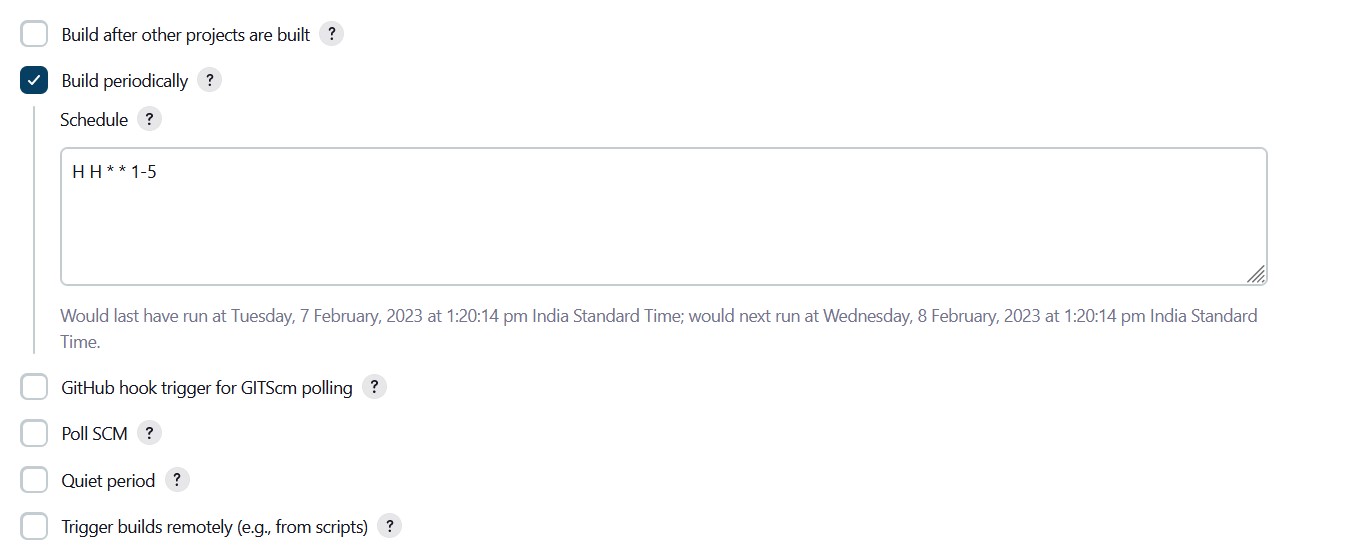 Build after other projects are built ?
Build periodically ?
Schedule ?
H H * * 1-5
Would last have run at Tuesday, 7 February, 2023 at 1:20:14 pm India Standard Time; would next run at Wednesday, 8 February, 2023 at 1:20:14 pm India Standard
Time.
GitHub hook trigger for GITScm polling ?
Poll SCM ?
Quiet period ?
Trigger builds remotely (e.g., from scripts) ?